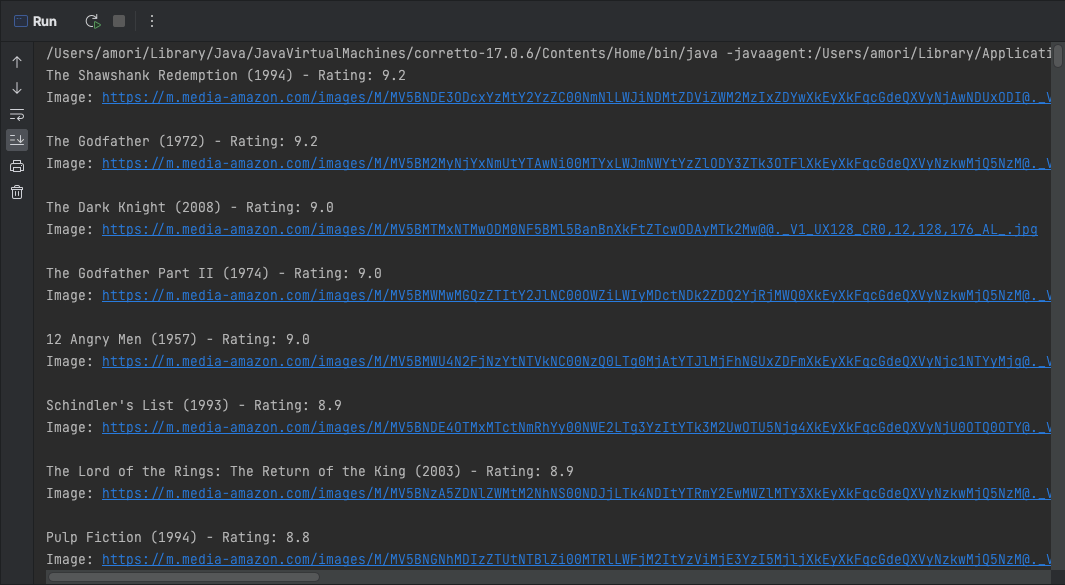 Run
/Users/amori/Library/Java/JavaVirtualMachines/corretto-17.0.6/Contents/Home/bin/java -javaagent:/Users/amori/Library/Applicati
The Shawshank Redemption (1994) - Rating: 9.2
Image: https://m.media-amazon.com/images/M/MV5BNDE3ODcxYzMtY2YzZC00NmNlLWJiNDMtZDViZWM2MzIxZDYwXkEyXkFqcGdeQXVyNjAwNDUxODI@._V
The Godfather (1972) - Rating: 9.2
Image: https://m.media-amazon.com/images/M/MV5BM2MyNjYxNmUtYTAwNi00MTYxLWJmNWYtYzZlODY3ZTk3OTFlXkEyXkFqcGdeQXVyNzkwMjQ5NzM@._V
The Dark Knight (2008) - Rating: 9.0
Image: https://m.media-amazon.com/images/M/MV5BMTMxNTMwODM0NF5BMl5BanBnXkFtZTcwODAyMTk2Mw@@._V1_UX128_CR0,12,128,176_AL_.jpg
The Godfather Part II (1974) - Rating: 9.0
Image: https://m.media-amazon.com/images/M/MV5BMWMwMGQzZTItY2JlNC00OWZiLWIyMDctNDk2ZDQ2YjRjMWQ0XkEyXkFqcGdeQXVyNzkwMjQ5NzM@._V
12 Angry Men (1957) - Rating: 9.0
Image: https://m.media-amazon.com/images/M/MV5BMWU4N2FjNzYtNTVkNC00NzQ0LTg0MjAtYTJlMjFhNGUxZDFmXkEyXkFqcGdeQXVyNjc1NTYyMjg@._V
Schindler's List (1993) - Rating: 8.9
Image: https://m.media-amazon.com/images/M/MV5BNDE4OTMxMTctNmRhYy00NWE2LTg3YzItYTk3M2UwOTU5Njg4XkEyXkFqcGdeQXVyNjU0OTQ0OTY@._V
The Lord of the Rings: The Return of the King (2003) - Rating: 8.9
Image: https://m.media-amazon.com/images/M/MV5BNzA5ZDNlZWMtM2NhNS00NDJjLTk4NDItYTRmY2EwMWZlMTY3XkEyXkFqcGdeQXVyNzkwMjQ5NzM@._V
Pulp Fiction (1994) - Rating: 8.8
Image: https://m.media-amazon.com/images/M/MV5BNGNhMDIzZTUtNTBlZi00MTRlLWFjM2ItYzViMjE3YzI5MjljXkEyXkFqcGdeQXVyNzkwMjQ5NzM@._V